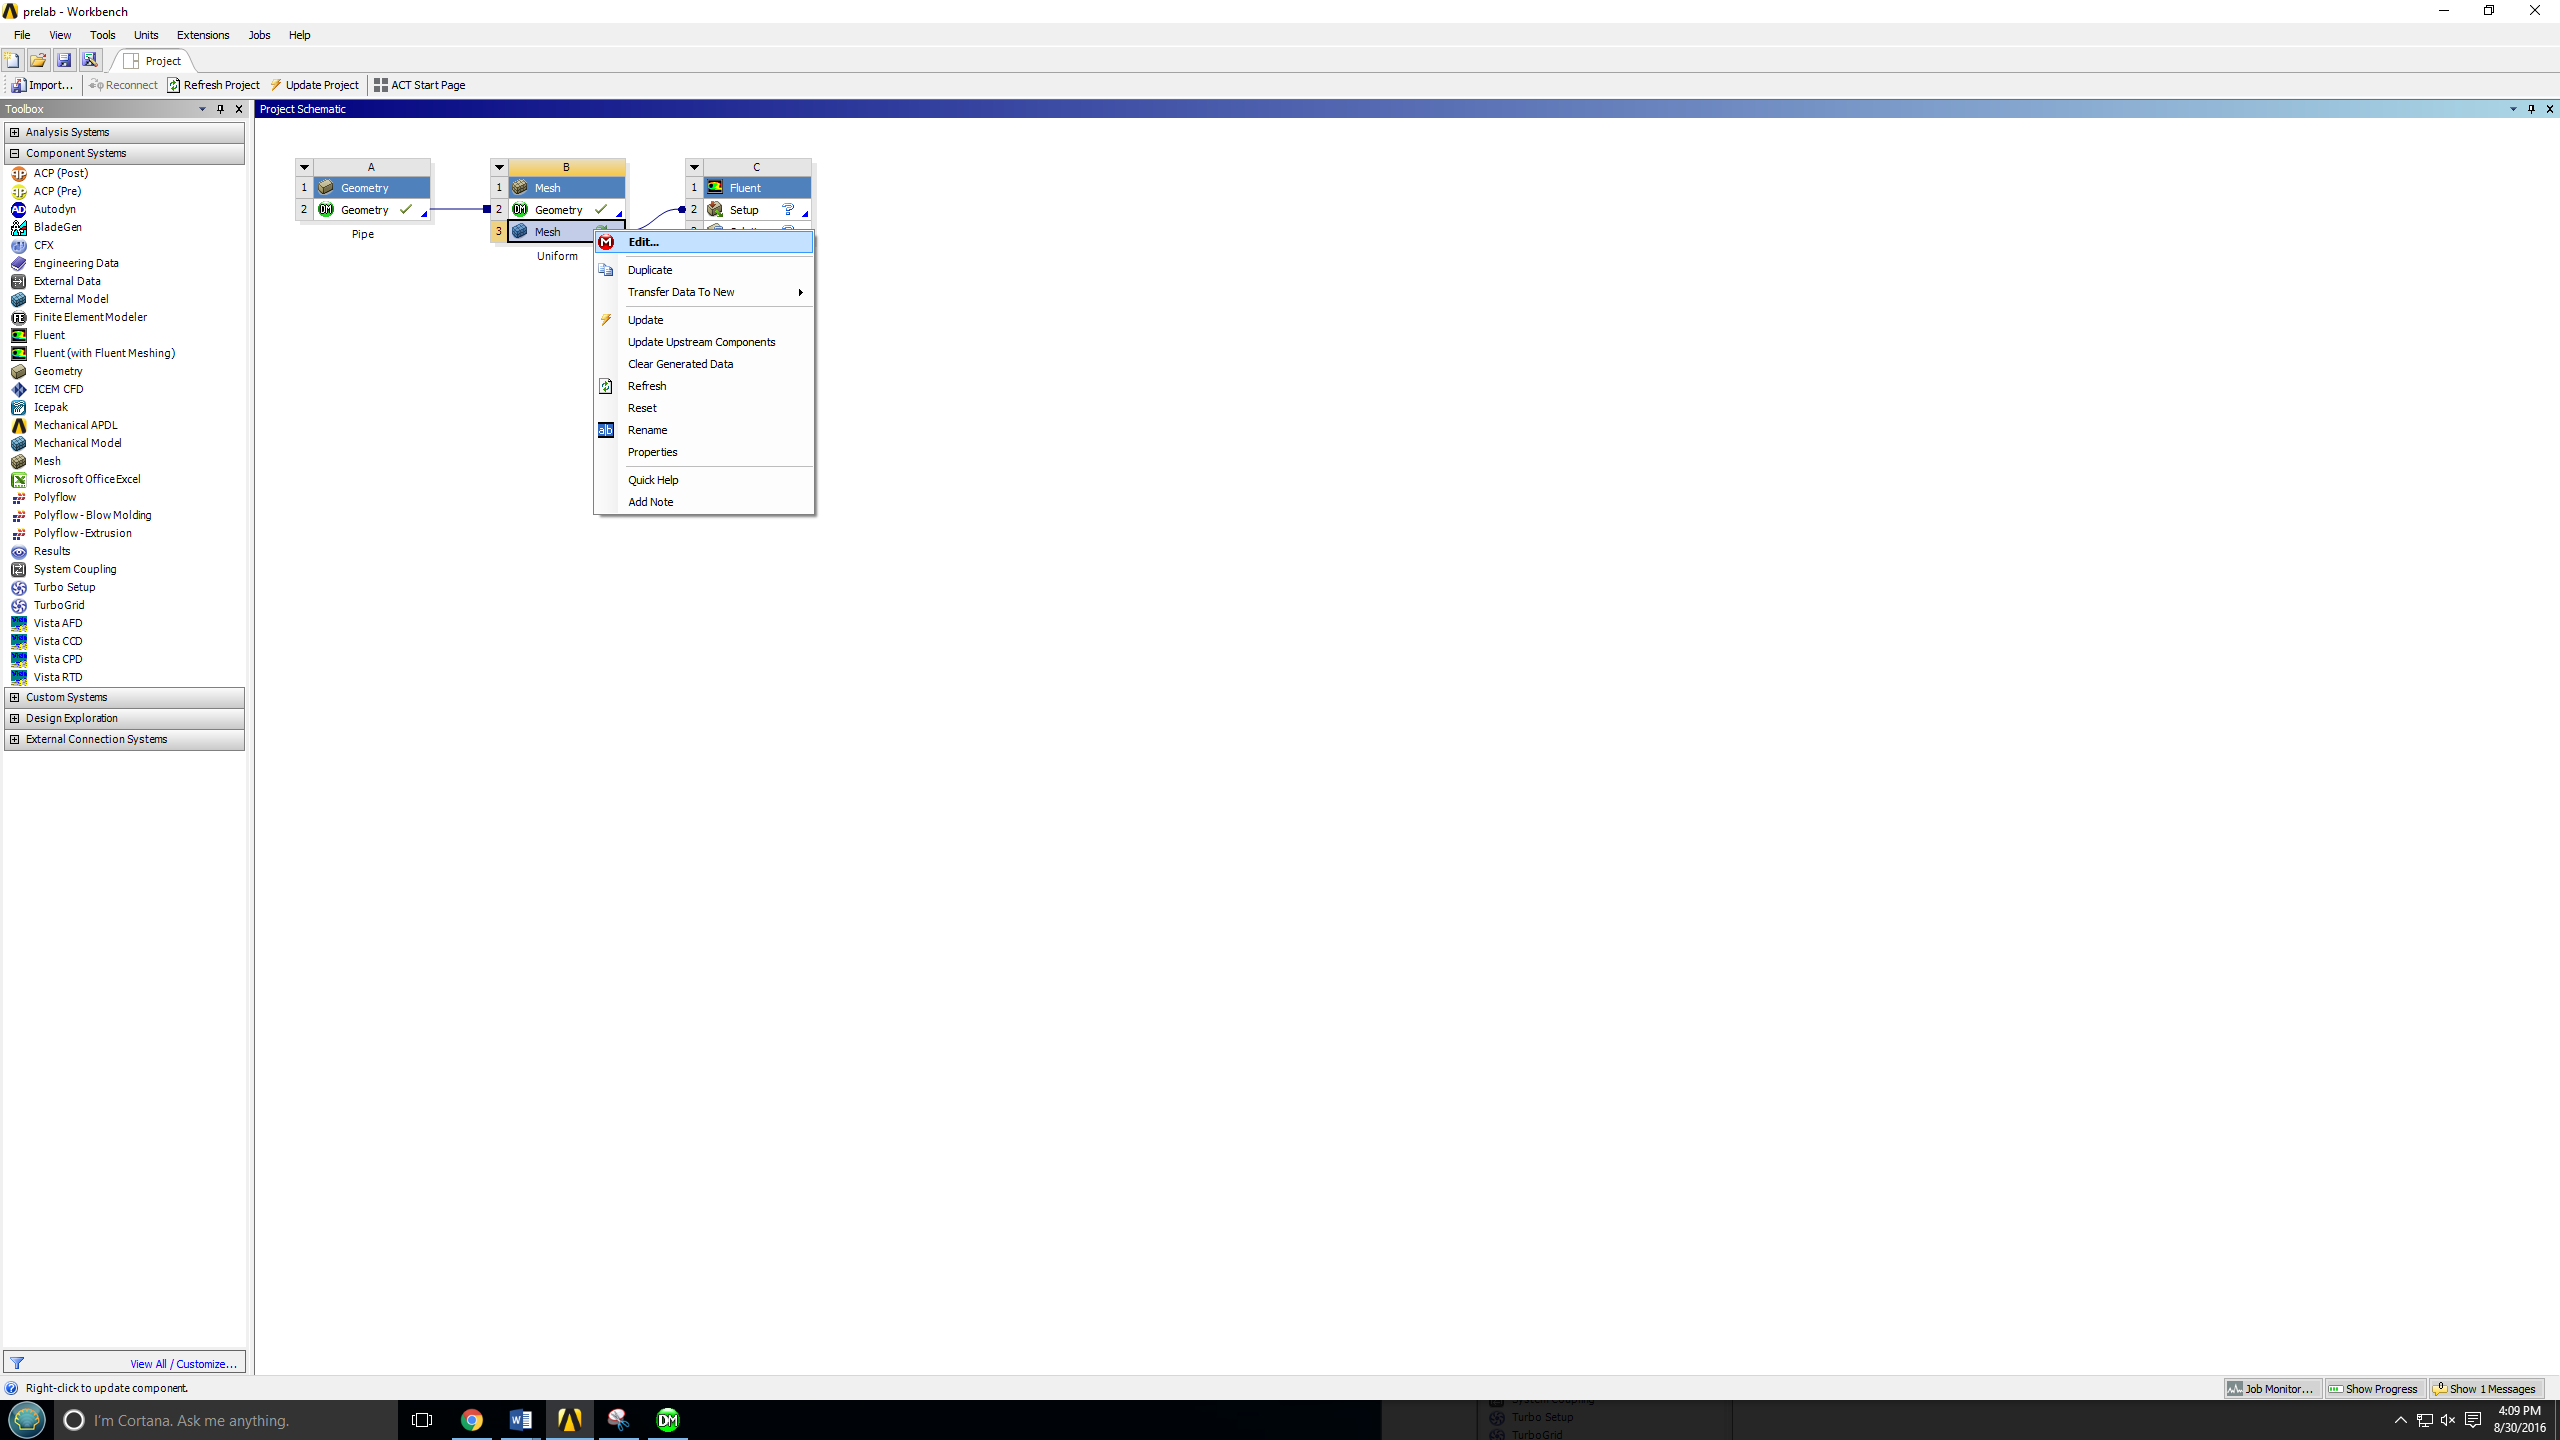 prelab - Workbench
File View Tools Units Extensions Jobs Help
Project
Import... Reconnect Refresh Project Update Project ACT Start Page
Toolbox
Project Schematic
Analysis Systems
Component Systems
ACP (Post)
ACP (Pre)
Autodyn
BladeGen
CFX
Engineering Data
External Data
External Model
Finite Element Modeler
Fluent
Fluent (with Fluent Meshing)
Geometry
ICEM CFD
Icepak
Mechanical APDL
Mechanical Model
Mesh
Microsoft Office Excel
Polyflow
Polyflow - Blow Molding
Polyflow - Extrusion
Results
System Coupling
Turbo Setup
TurboGrid
Vista AFD
Vista CCD
Vista CPD
Vista RTD
Custom Systems
Design Exploration
External Connection Systems
View All / Customize...
A
1 Geometry
2 DM Geometry
Pipe
B
1 Mesh
2 DM Geometry
3 Mesh
Uniform
C
1 Fluent
2 Setup
Edit...
Duplicate
Transfer Data To New
Update
Update Upstream Components
Clear Generated Data
Refresh
Reset
Rename
Properties
Quick Help
Add Note
Right-click to update component.
Job Monitor... Show Progress Show 1 Messages
I'm Cortana. Ask me anything.
DM
Turbo Setup
TurboGrid
4:09 PM
8/30/2016